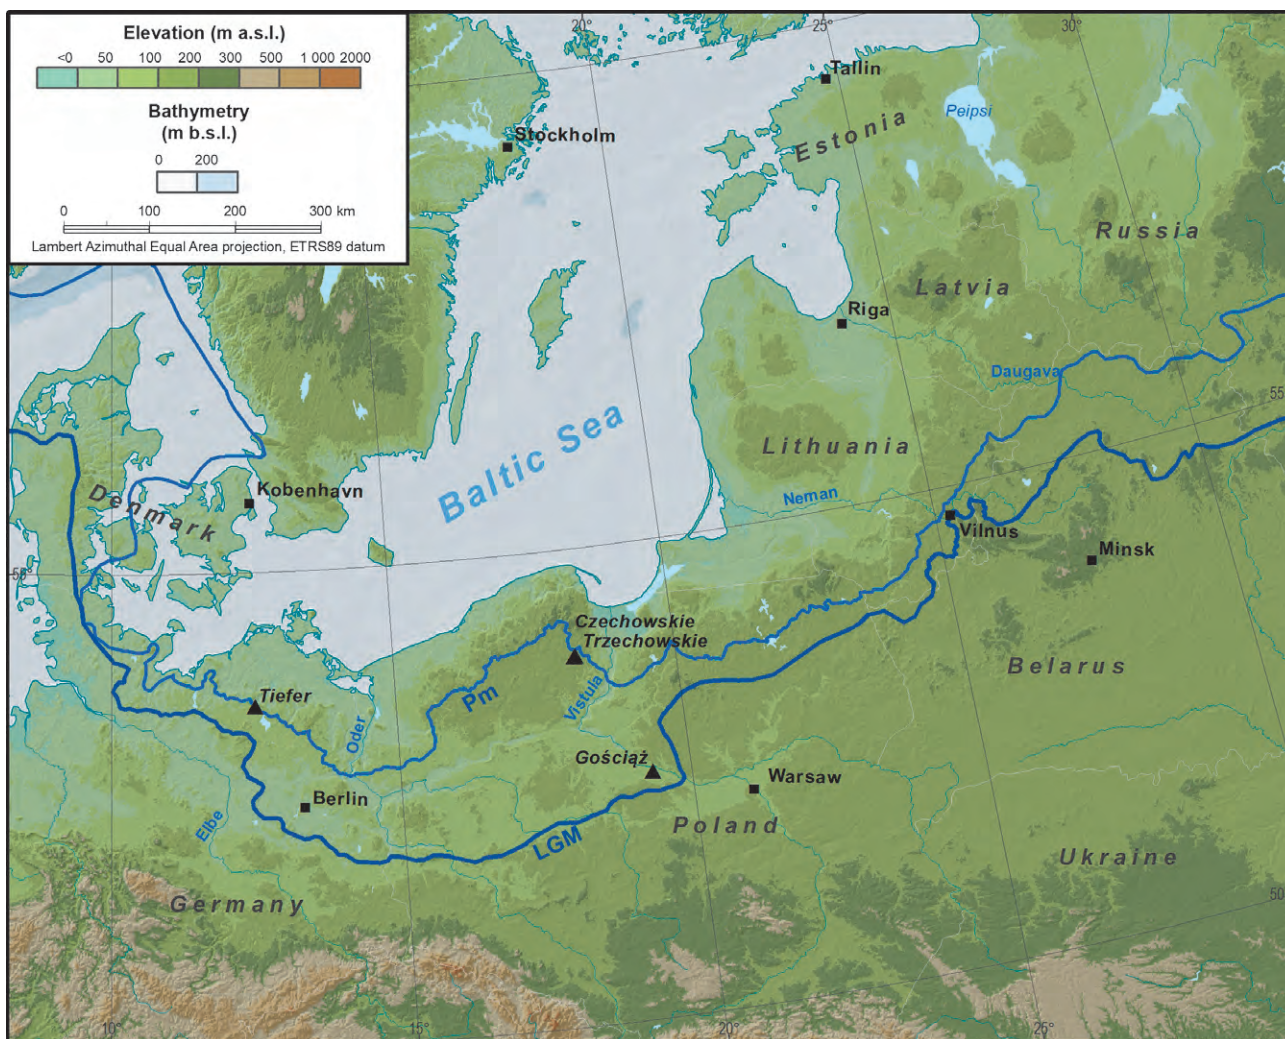 Elevation (m a.s.l.)
<0 50 100 200 300 500 1 000 2000
Bathymetry
(m b.s.l.)
0 200
0 100 200 300 km
Lambert Azimuthal Equal Area projection, ETRS89 datum
20°
25°
30°
Tallin
Peipsi
Estonia
Stockholm
Russia
Latvia
Riga
Daugava
55°
Baltic Sea
Lithuania
Kobenhavn
Denmark
Neman
Vilnus
Minsk
55°
Czechowskie
Trzechowskie
Belarus
Tiefer
Pm
Vistula
Oder
Gościąż
Warsaw
Berlin
Elbe
Poland
LGM
Ukraine
Germany
50
10°
15°
20°
25°